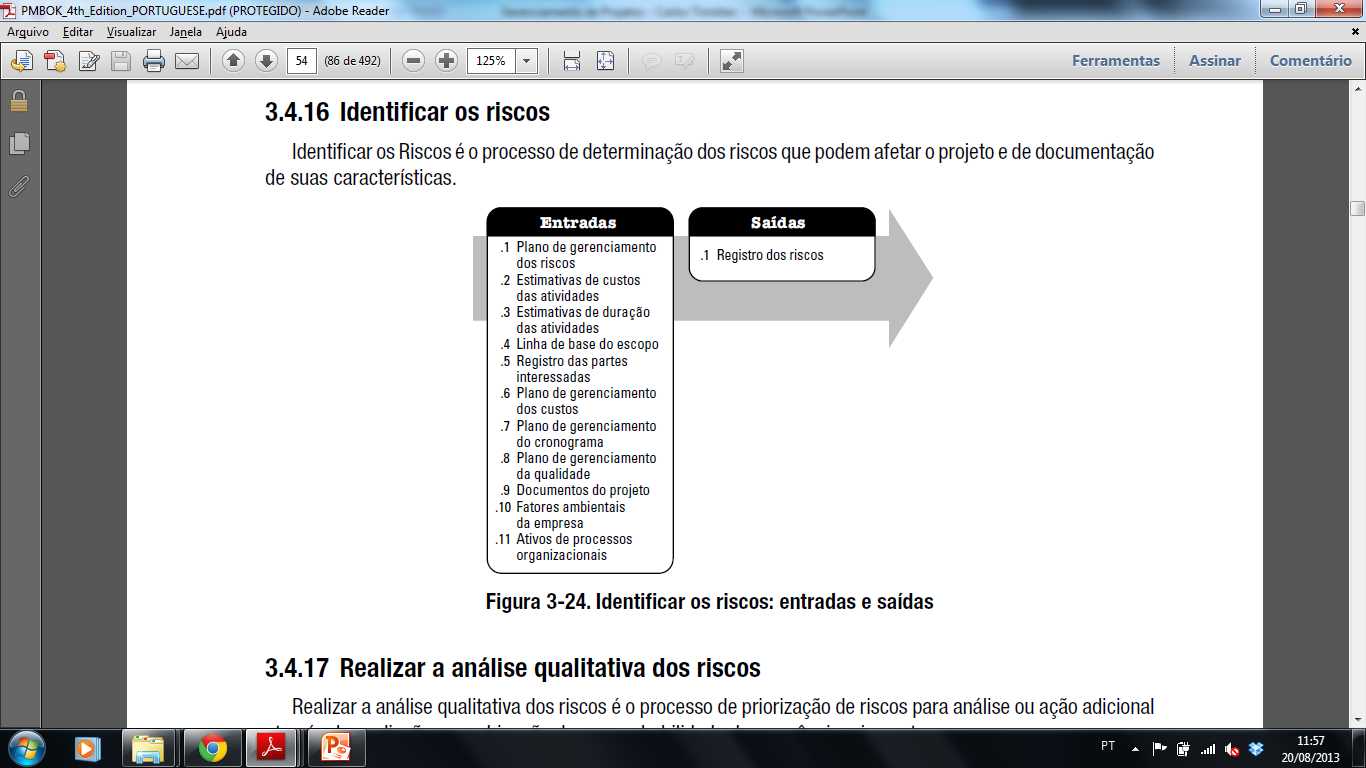 PMBOK_4th_Edition_PORTUGUESE.pdf (PROTEGIDO) - Adobe Reader
Arquivo Editar Visualizar Janela Ajuda
54 (86 de 492) 125% Ferramentas Assinar Comentário
3.4.16 Identificar os riscos
Identificar os Riscos é o processo de determinação dos riscos que podem afetar o projeto e de documentação
de suas características.
Entradas
.1 Plano de gerenciamento
dos riscos
.2 Estimativas de custos
das atividades
.3 Estimativas de duração
das atividades
.4 Linha de base do escopo
.5 Registro das partes
interessadas
.6 Plano de gerenciamento
dos custos
.7 Plano de gerenciamento
do cronograma
.8 Plano de gerenciamento
da qualidade
.9 Documentos do projeto
.10 Fatores ambientais
da empresa
.11 Ativos de processos
organizacionais
Saídas
.1 Registro dos riscos
Figura 3-24. Identificar os riscos: entradas e saídas
3.4.17 Realizar a análise qualitativa dos riscos
Realizar a análise qualitativa dos riscos é o processo de priorização de riscos para análise ou ação adicional
PT
11:57
20/08/2013